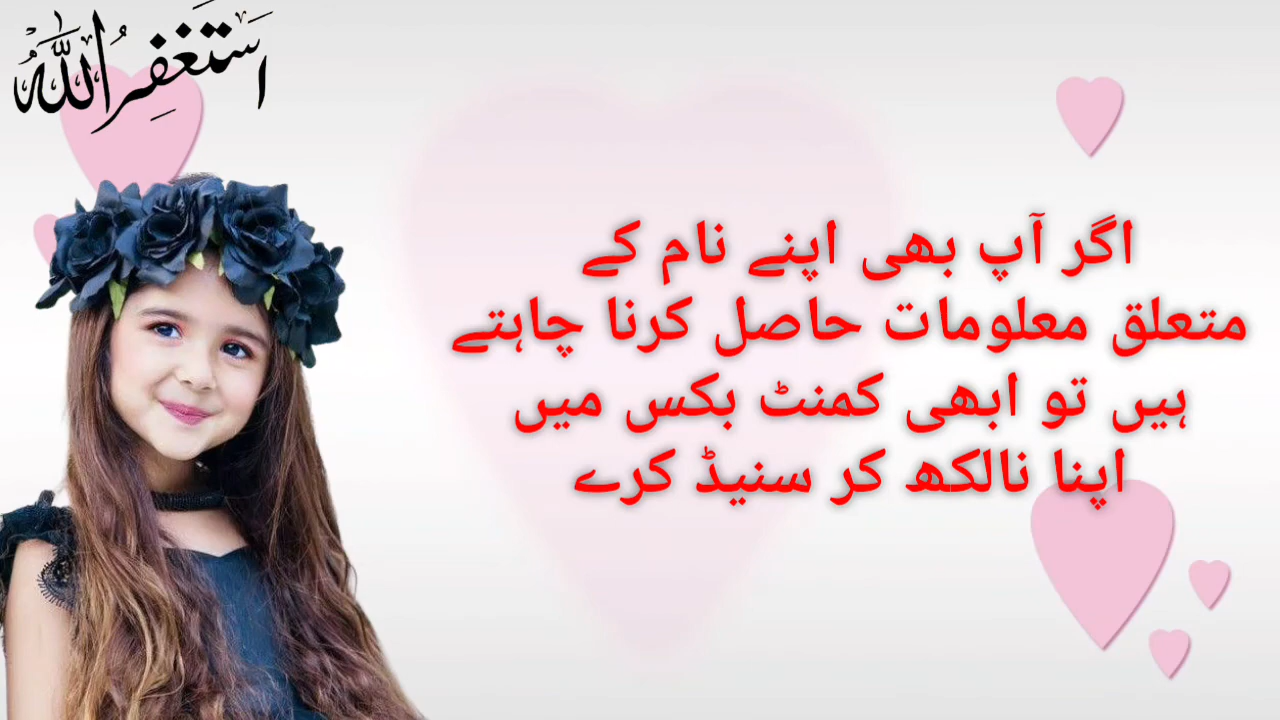 استغفراللہ
اگر آپ بھی اپنے نام کے
متعلق معلومات حاصل کرنا چاہتے
ہیں تو ابھی کمنٹ بکس میں
اپنا نالکھ کر سنیڈ کرے